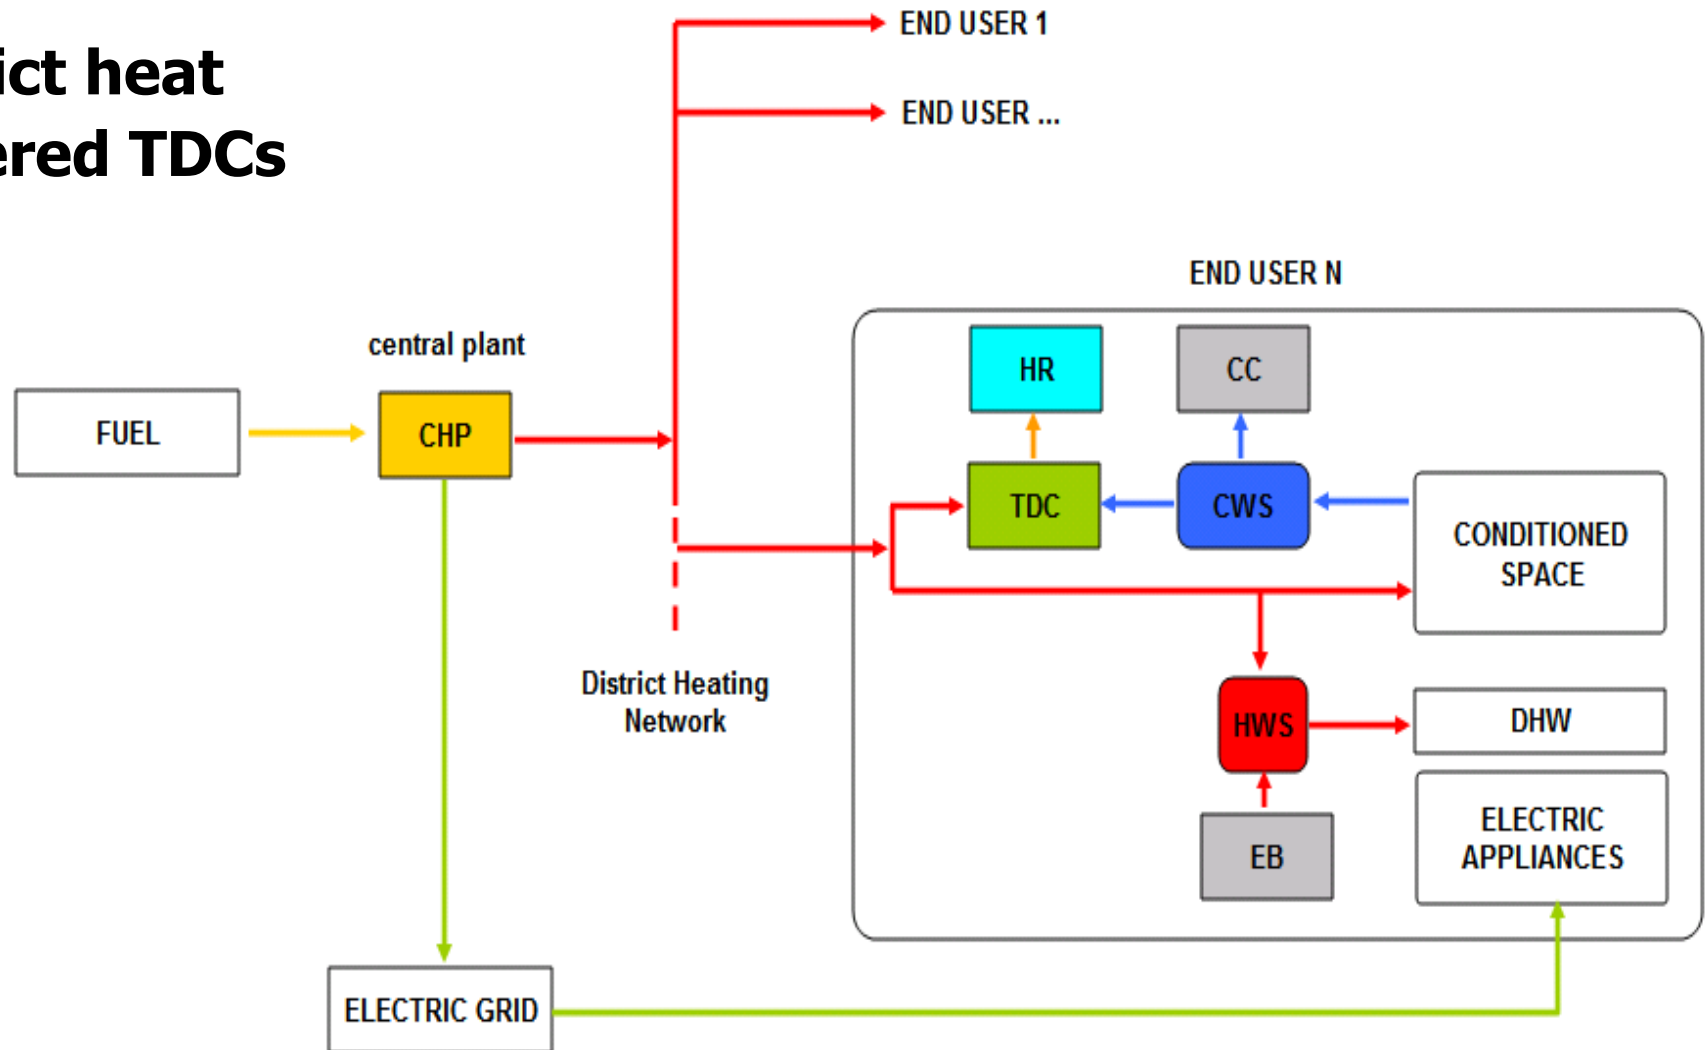 ict heat
ered TDCs
END USER 1
END USER ...
END USER N
central plant
FUEL
CHP
HR
CC
TDC
CWS
CONDITIONED
SPACE
District Heating
Network
HWS
DHW
EB
ELECTRIC
APPLIANCES
ELECTRIC GRID